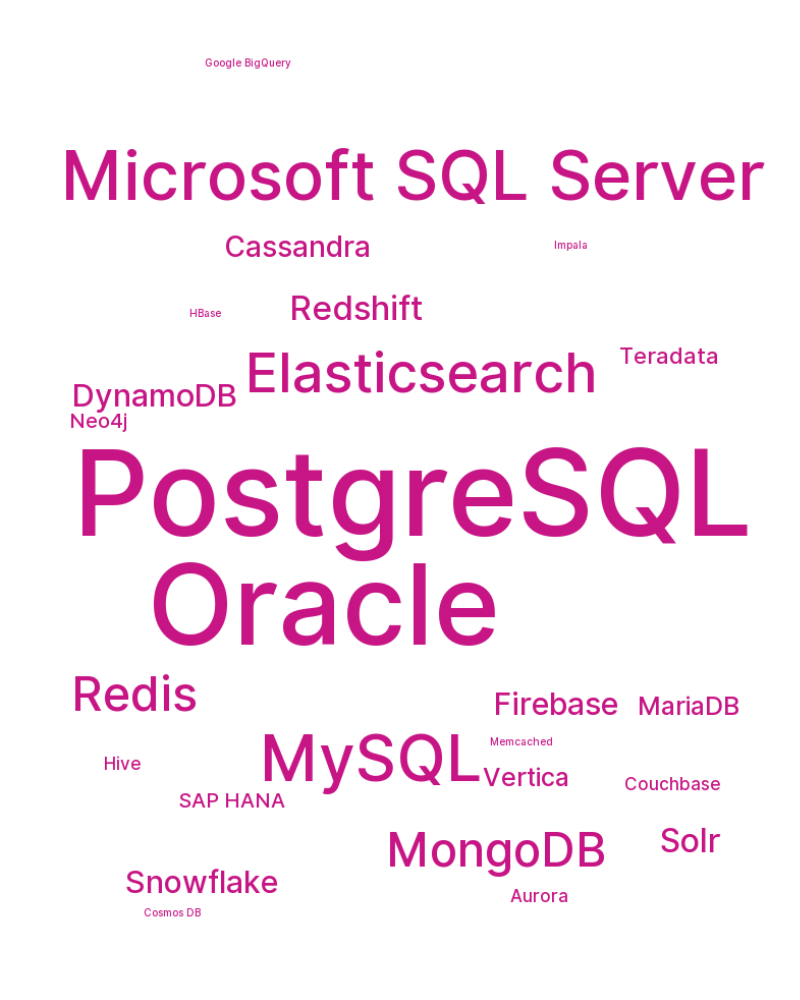 Google BigQuery
Microsoft SQL Server
Cassandra
Impala
Redshift
HBase
Elasticsearch
Teradata
DynamoDB
Neo4j
PostgreSQL
Oracle
Redis
Firebase
MariaDB
Memcached
MySQL
Hive
Vertica
Couchbase
SAP HANA
Solr
MongoDB
Snowflake
Aurora
Cosmos DB